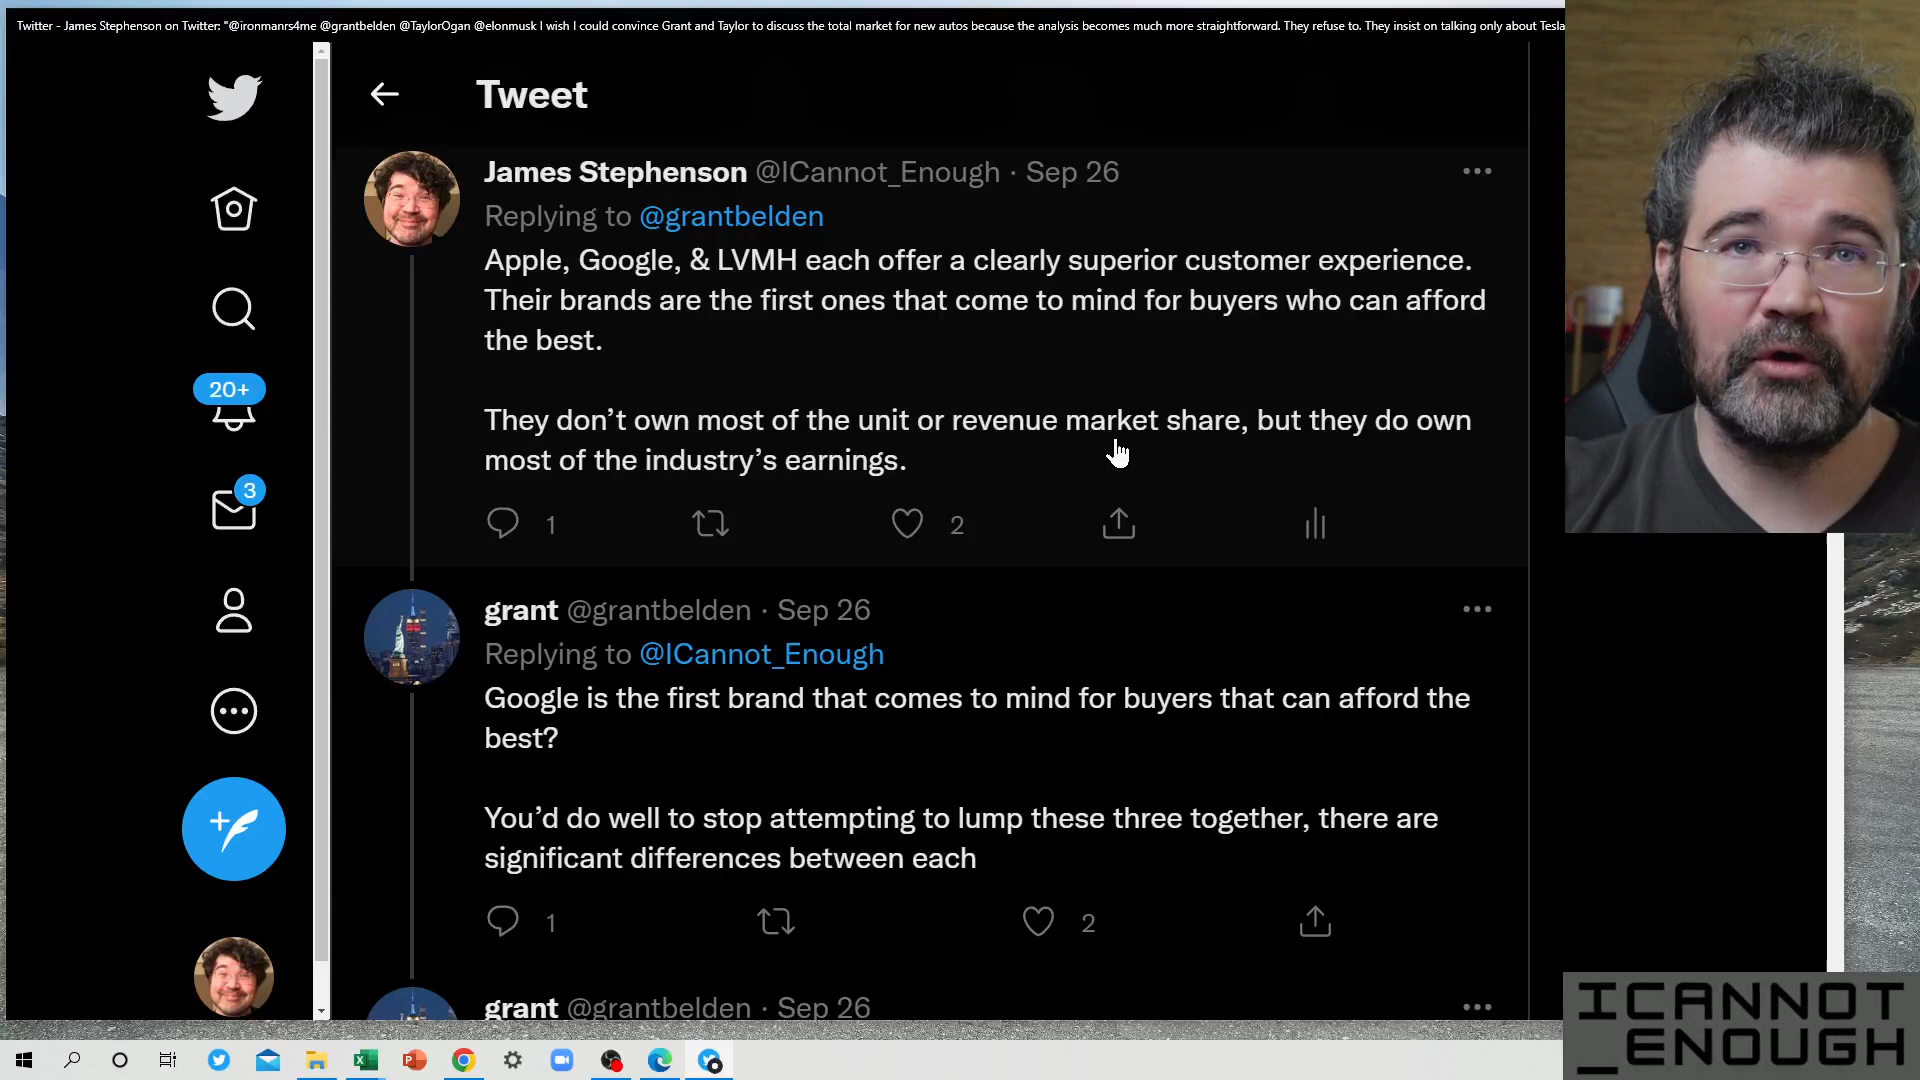 Twitter - James Stephenson on Twitter: "@ironmanrs4me @grantbelden @TaylorOgan @elonmusk I wish I could convince Grant and Taylor to discuss the total market for new autos because the analysis becomes much more straightforward. They refuse to. They insist on talking only about Tesla
Tweet
James Stephenson @ICannot_Enough · Sep 26
Replying to @grantbelden
Apple, Google, & LVMH each offer a clearly superior customer experience.
Their brands are the first ones that come to mind for buyers who can afford
the best.
They don’t own most of the unit or revenue market share, but they do own
most of the industry’s earnings.
1
2
20+
3
grant @grantbelden · Sep 26
Replying to @ICannot_Enough
Google is the first brand that comes to mind for buyers that can afford the
best?
You’d do well to stop attempting to lump these three together, there are
significant differences between each
1
2
grant @grantbelden · Sep 26
ICANNOT
_ENOUGH